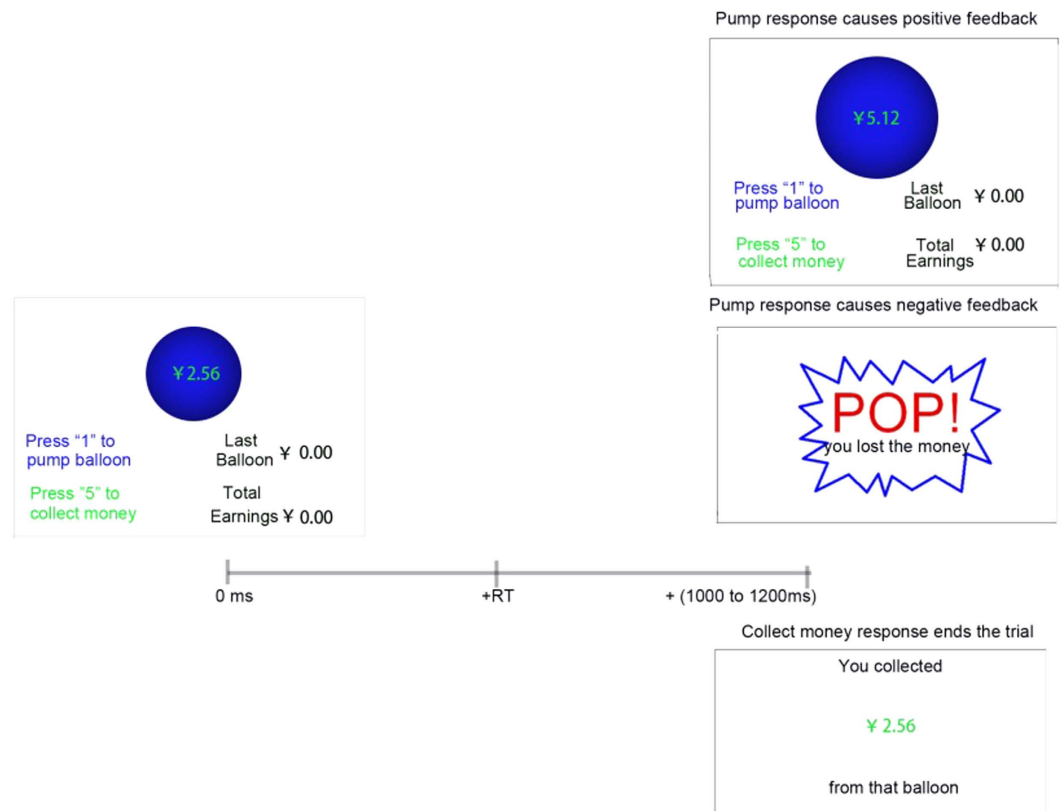 Pump response causes positive feedback
¥5.12
Press “1” to
pump balloon
Last
Balloon ¥ 0.00
Press “5” to
collect money
Total
Earnings ¥ 0.00
Pump response causes negative feedback
POP!
you lost the money
¥2.56
Press “1” to
pump balloon
Last
Balloon ¥ 0.00
Press “5” to
collect money
Total
Earnings ¥ 0.00
0 ms
+RT
+ (1000 to 1200ms)
Collect money response ends the trial
You collected
¥ 2.56
from that balloon